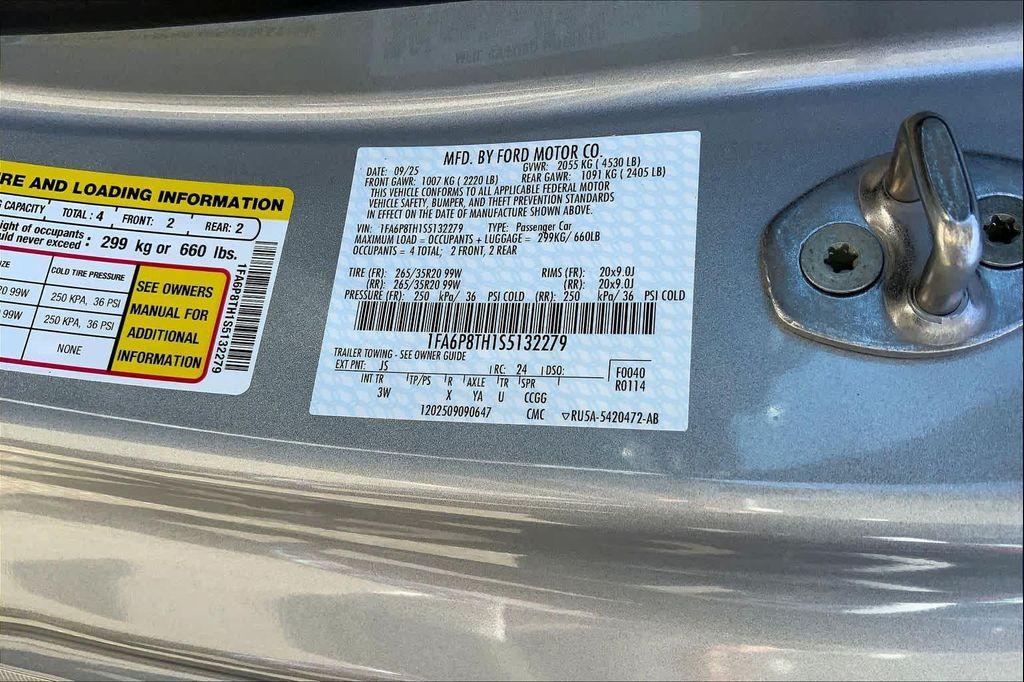 RE AND LOADING INFORMATION
G CAPACITY TOTAL : 4 FRONT: 2 REAR: 2
ight of occupants
uld never exceed : 299 kg or 660 lbs.
ZE COLD TIRE PRESSURE
20 99W 250 KPA, 36 PSI
99W 250 KPA, 36 PSI
NONE
SEE OWNERS
MANUAL FOR
ADDITIONAL
INFORMATION
1FA6P8TH1S5132279
MFD. BY FORD MOTOR CO.
DATE: 09/25 GVWR: 2055 KG ( 4530 LB)
FRONT GAWR: 1007 KG ( 2220 LB) REAR GAWR: 1091 KG ( 2405 LB)
THIS VEHICLE CONFORMS TO ALL APPLICABLE FEDERAL MOTOR
VEHICLE SAFETY, BUMPER, AND THEFT PREVENTION STANDARDS
IN EFFECT ON THE DATE OF MANUFACTURE SHOWN ABOVE.
VIN: 1FA6P8TH1S5132279 TYPE: Passenger Car
MAXIMUM LOAD = OCCUPANTS + LUGGAGE = 299KG/ 660LB
OCCUPANTS = 4 TOTAL; 2 FRONT, 2 REAR
TIRE (FR): 265/35R20 99W RIMS (FR): 20x9.0J
(RR): 265/35R20 99W (RR): 20x9.0J
PRESSURE (FR): 250 kPa/ 36 PSI COLD (RR): 250 kPa/ 36 PSI COLD
1FA6P8TH1S5132279
TRAILER TOWING - SEE OWNER GUIDE
EXT PNT: JS RC: 24 DSO: F0040
INT TR TP/PS R AXLE TR SPR R0114
3W X YA U CCGG
1202509090647 CMC ▽RU5A-5420472-AB